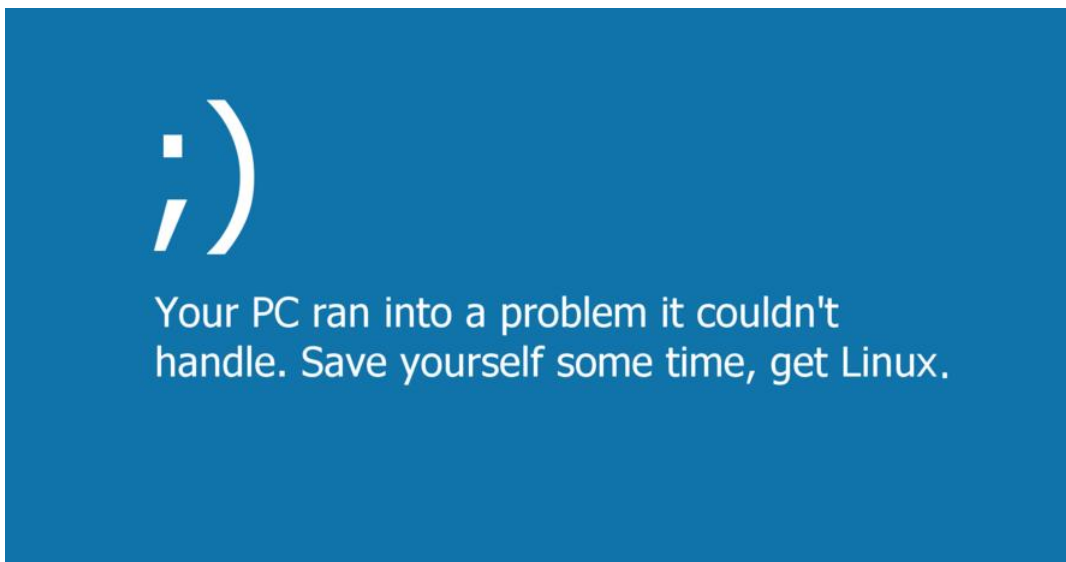 ;)
Your PC ran into a problem it couldn't
handle. Save yourself some time, get Linux.